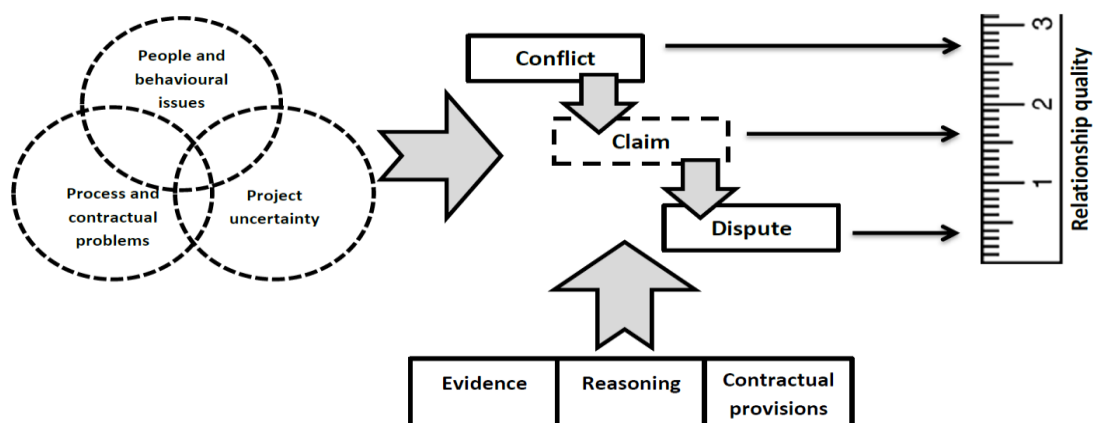 People and
behavioural
issues
Process and
contractual
problems
Project
uncertainty
Conflict
Claim
Dispute
Evidence
Reasoning
Contractual
provisions
3
2
1
Relationship quality